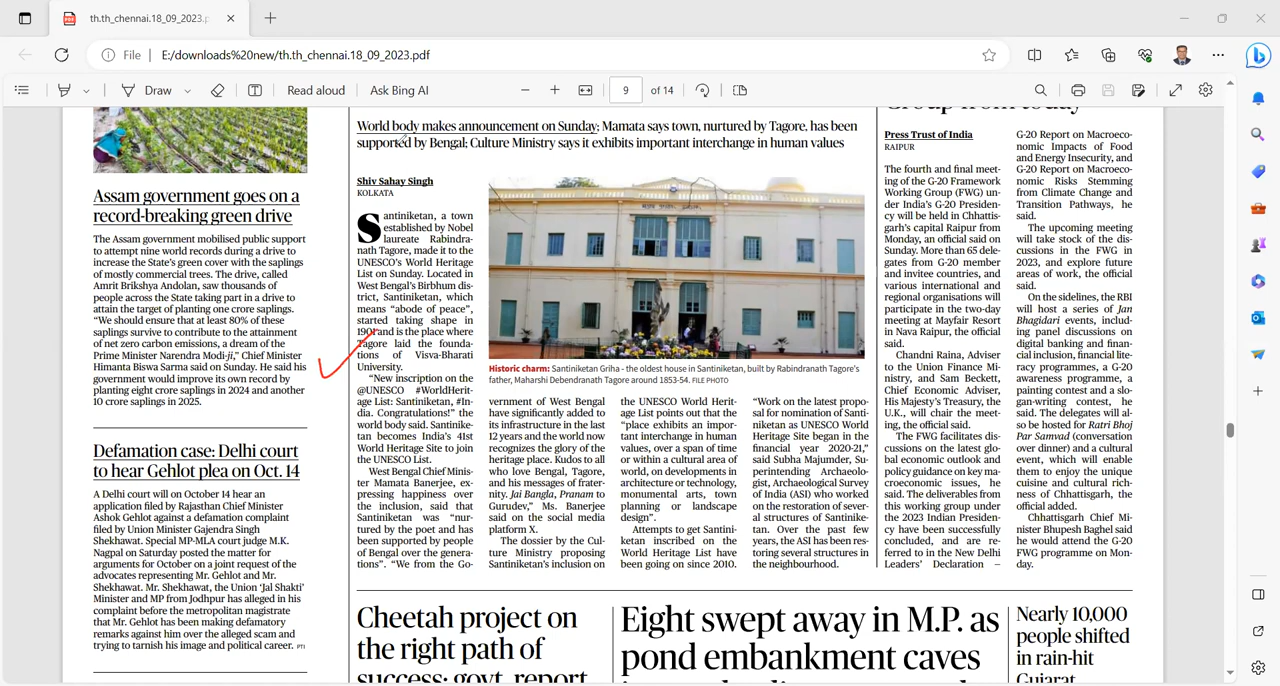 th.th_chennai.18_09_2023.p
File
E:/downloads%20new/th.th_chennai.18_09_2023.pdf
Draw
Read aloud
Ask Bing AI
9
of 14
Assam government goes on a
record-breaking green drive
The Assam government mobilised public support
to attempt nine world records during a drive to
increase the State's green cover with the saplings
of mostly commercial trees. The drive, called
Amrit Brikshya Andolan, saw thousands of
people across the State taking part in a drive to
attain the target of planting one crore saplings.
“We should ensure that at least 80% of these
saplings survive to contribute to the attainment
of net zero carbon emissions, a dream of the
Prime Minister Narendra Modi-ji,” Chief Minister
Himanta Biswa Sarma said on Sunday. He said his
government would improve its own record by
planting eight crore saplings in 2024 and another
10 crore saplings in 2025.
Defamation case: Delhi court
to hear Gehlot plea on Oct. 14
A Delhi court will on October 14 hear an
application filed by Rajasthan Chief Minister
Ashok Gehlot against a defamation complaint
filed by Union Minister Gajendra Singh
Shekhawat. Special MP-MLA court judge M.K.
Nagpal on Saturday posted the matter for
arguments for October on a joint request of the
advocates representing Mr. Gehlot and Mr.
Shekhawat. Mr. Shekhawat, the Union ‘Jal Shakti’
Minister and MP from Jodhpur has alleged in his
complaint before the metropolitan magistrate
that Mr. Gehlot has been making defamatory
remarks against him over the alleged scam and
trying to tarnish his image and political career. PTI
World body makes announcement on Sunday; Mamata says town, nurtured by Tagore, has been
supported by Bengal; Culture Ministry says it exhibits important interchange in human values
Shiv Sahay Singh
KOLKATA
Santiniketan, a town
established by Nobel
laureate Rabindra-
nath Tagore, made it to the
UNESCO's World Heritage
List on Sunday. Located in
West Bengal's Birbhum dis-
trict, Santiniketan, which
means “abode of peace”,
started taking shape in
1901 and is the place where
Tagore laid the founda-
tions of Visva-Bharati
University.
“New inscription on the
@UNESCO #WorldHerit-
age List: Santiniketan, #In-
dia. Congratulations!” the
world body said. Santinike-
tan becomes India's 41st
World Heritage Site to join
the UNESCO List.
West Bengal Chief Minis-
ter Mamata Banerjee, ex-
pressing happiness over
the inclusion, said that
Santiniketan was “nur-
tured by the poet and has
been supported by people
of Bengal over the genera-
tions”. “We from the Go-
Historic charm: Santiniketan Griha - the oldest house in Santiniketan, built by Rabindranath Tagore's
father, Maharshi Debendranath Tagore around 1853-54. FILE PHOTO
vernment of West Bengal
have significantly added to
its infrastructure in the last
12 years and the world now
recognizes the glory of the
heritage place. Kudos to all
who love Bengal, Tagore,
and his messages of frater-
nity. Jai Bangla, Pranam to
Gurudev,” Ms. Banerjee
said on the social media
platform X.
The dossier by the Cul-
ture Ministry proposing
Santiniketan's inclusion on
the UNESCO World Herit-
age List points out that the
“place exhibits an impor-
tant interchange in human
values, over a span of time
or within a cultural area of
world, on developments in
architecture or technology,
monumental arts, town
planning or landscape
design”.
Attempts to get Santini-
ketan inscribed on the
World Heritage List have
been going on since 2010.
“Work on the latest propo-
sal for nomination of Santi-
niketan as UNESCO World
Heritage Site began in the
financial year 2020-21,”
said Subha Majumder, Su-
perintending Archaeolo-
gist, Archaeological Survey
of India (ASI) who worked
on the restoration of sever-
al structures of Santinike-
tan. Over the past few
years, the ASI has been res-
toring several structures in
the neighbourhood.
Group from today
Press Trust of India
RAIPUR
The fourth and final meet-
ing of the G-20 Framework
Working Group (FWG) un-
der India's G-20 Presiden-
cy will be held in Chhattis-
garh's capital Raipur from
Monday, an official said on
Sunday. More than 65 dele-
gates from G-20 member
and invitee countries, and
various international and
regional organisations will
participate in the two-day
meeting at Mayfair Resort
in Nava Raipur, the official
said.
Chandni Raina, Adviser
to the Union Finance Mi-
nistry, and Sam Beckett,
Chief Economic Adviser,
His Majesty's Treasury, the
U.K., will chair the meet-
ing, the official said.
The FWG facilitates dis-
cussions on the latest glo-
bal economic outlook and
policy guidance on key ma-
croeconomic issues, he
said. The deliverables from
this working group under
the 2023 Indian Presiden-
cy have been successfully
concluded, and are re-
ferred to in the New Delhi
Leaders' Declaration –
G-20 Report on Macroeco-
nomic Impacts of Food
and Energy Insecurity, and
G-20 Report on Macroeco-
nomic Risks Stemming
from Climate Change and
Transition Pathways, he
said.
The upcoming meeting
will take stock of the dis-
cussions in the FWG in
2023, and explore future
areas of work, the official
said.
On the sidelines, the RBI
will host a series of Jan
Bhagidari events, includ-
ing panel discussions on
digital banking and finan-
cial inclusion, financial lite-
racy programmes, a G-20
awareness programme, a
painting contest and a slo-
gan-writing contest, he
said. The delegates will al-
so be hosted for Ratri Bhoj
Par Samvad (conversation
over dinner) and a cultural
event, which will enable
them to enjoy the unique
cuisine and cultural rich-
ness of Chhattisgarh, the
official added.
Chhattisgarh Chief Mi-
nister Bhupesh Baghel said
he would attend the G-20
FWG programme on Mon-
day.
Cheetah project on
the right path of
success: govt. report
Eight swept away in M.P. as
pond embankment caves
Nearly 10,000
people shifted
in rain-hit
Gujarat